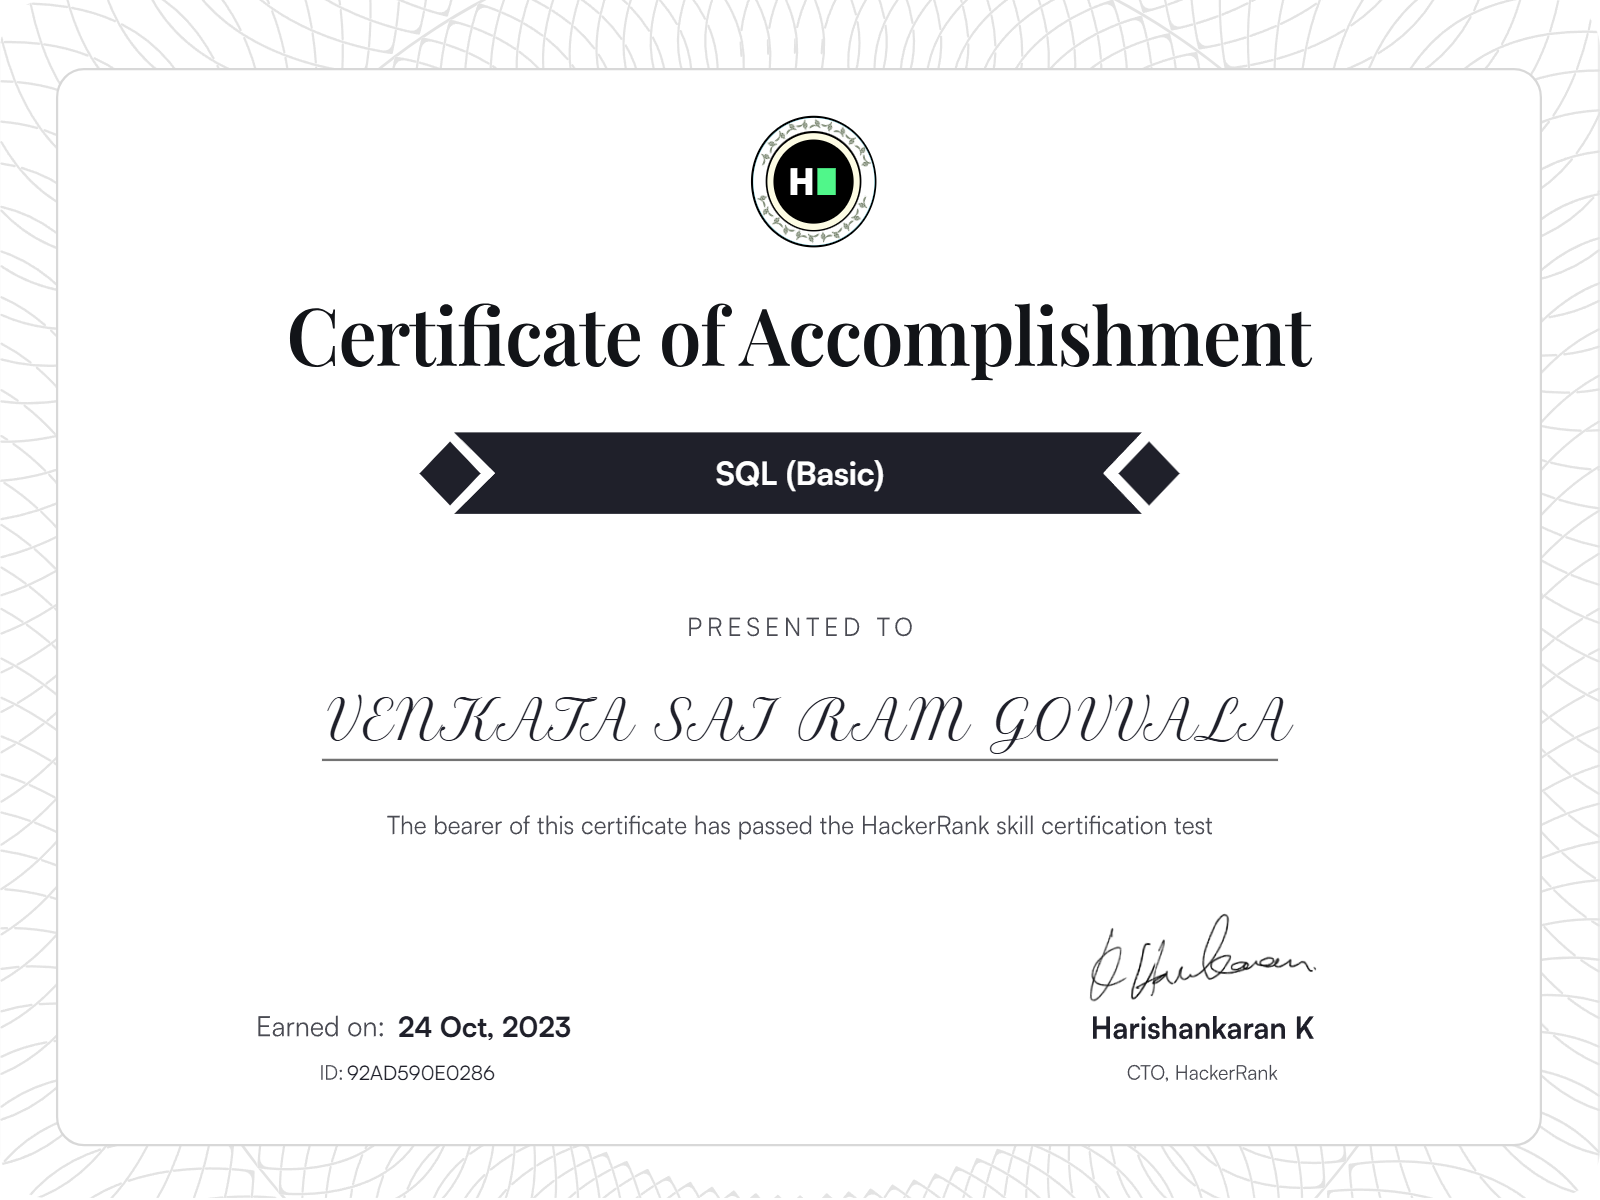 H
Certificate of Accomplishment
SQL (Basic)
PRESENTED TO
VENKATA SAI RAM GOVVALA
The bearer of this certificate has passed the HackerRank skill certification test
Earned on: 24 Oct, 2023
ID: 92AD590E0286
Harishankaran K
CTO, HackerRank